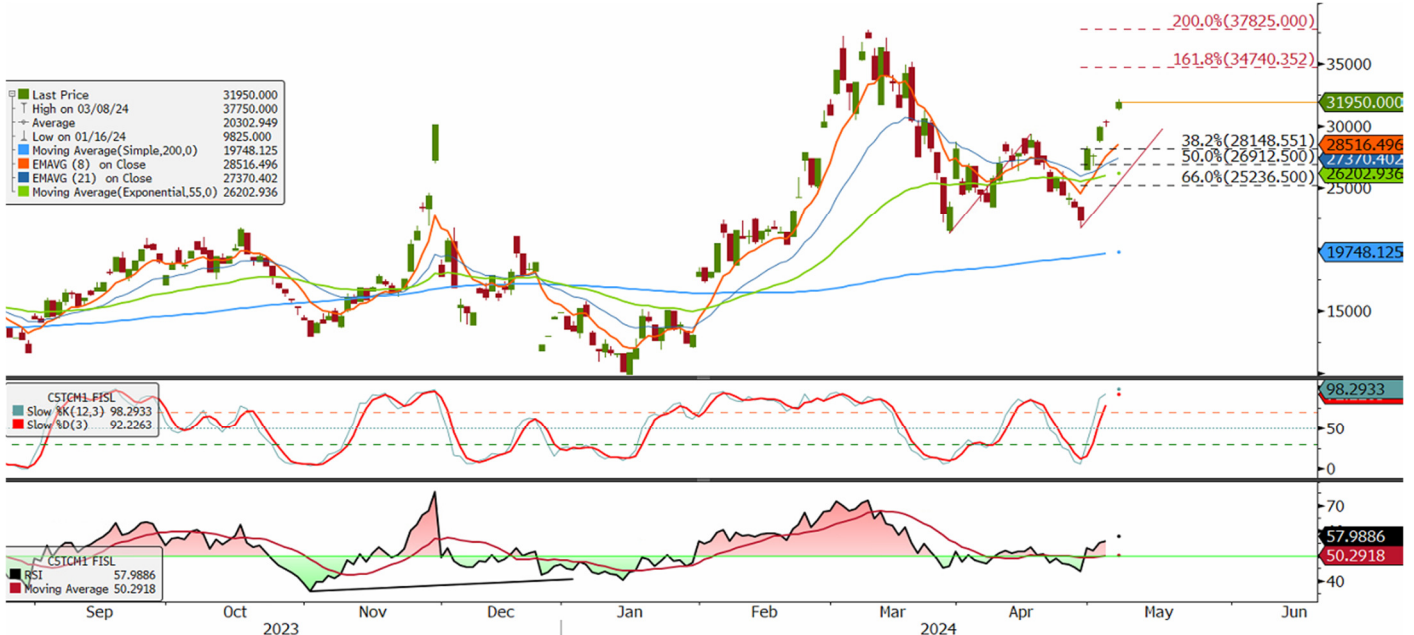 200.0%(37825.000)
161.8%(34740.352)
35000
Last Price 31950.000
High on 03/08/24 37750.000
Average 20302.949
Low on 01/16/24 9825.000
Moving Average(Simple,200,0) 19748.125
EMAVG (8) on Close 28516.496
EMAVG (21) on Close 27370.402
Moving Average(Exponential,55,0) 26202.936
31950.000
30000
38.2%(28148.551)
28516.496
50.0%(26912.500)
27370.402
66.0%(25236.500)
26202.936
25000
19748.125
15000
CSTCM1 FISL
Slow %K(12,3) 98.2933
Slow %D(3) 92.2263
98.2933
50
0
70
57.9886
50.2918
40
CSTCM1 FISL
RSI 57.9886
Moving Average 50.2918
Sep Oct Nov Dec Jan Feb Mar Apr May Jun
2023 2024